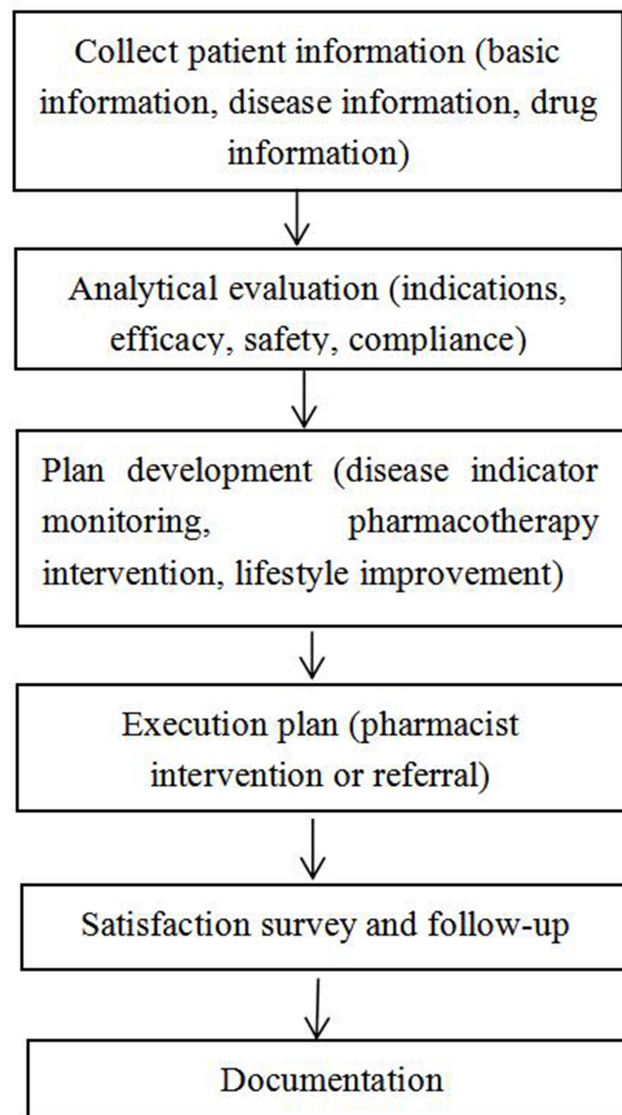 Collect patient information (basic
information, disease information, drug
information)
Analytical evaluation (indications,
efficacy, safety, compliance)
Plan development (disease indicator
monitoring, pharmacotherapy
intervention, lifestyle improvement)
Execution plan (pharmacist
intervention or referral)
Satisfaction survey and follow-up
Documentation